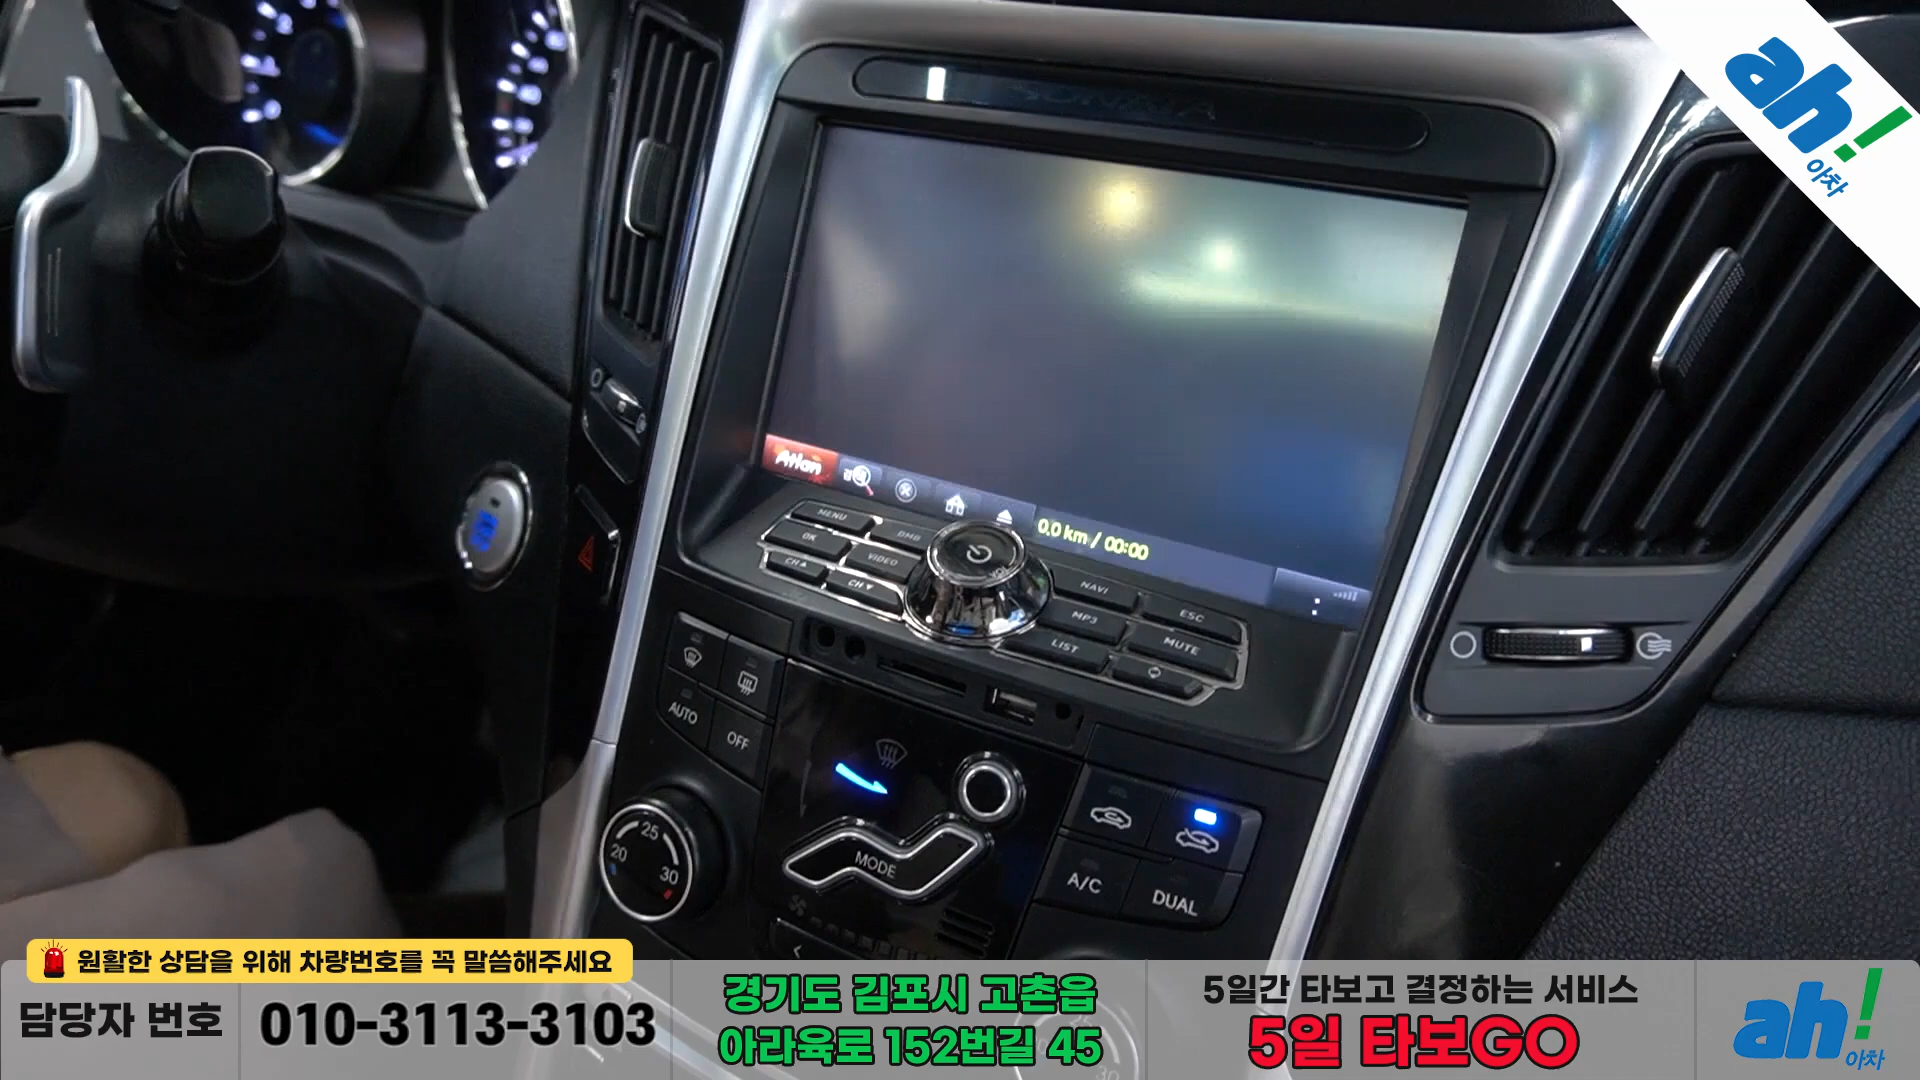 ah!
아차
SONATA
Atlan
검색
0.0 km / 00:00
MENU
DMB
OK
VIDEO
CH▲
CH▼
VOL
NAVI
ESC
MP3
MUTE
LIST
AUTO
OFF
25
20
30
MODE
A/C
DUAL
원활한 상담을 위해 차량번호를 꼭 말씀해주세요
담당자 번호
010-3113-3103
경기도 김포시 고촌읍
아라육로 152번길 45
5일간 타보고 결정하는 서비스
5일 타보GO
ah!
아차
30